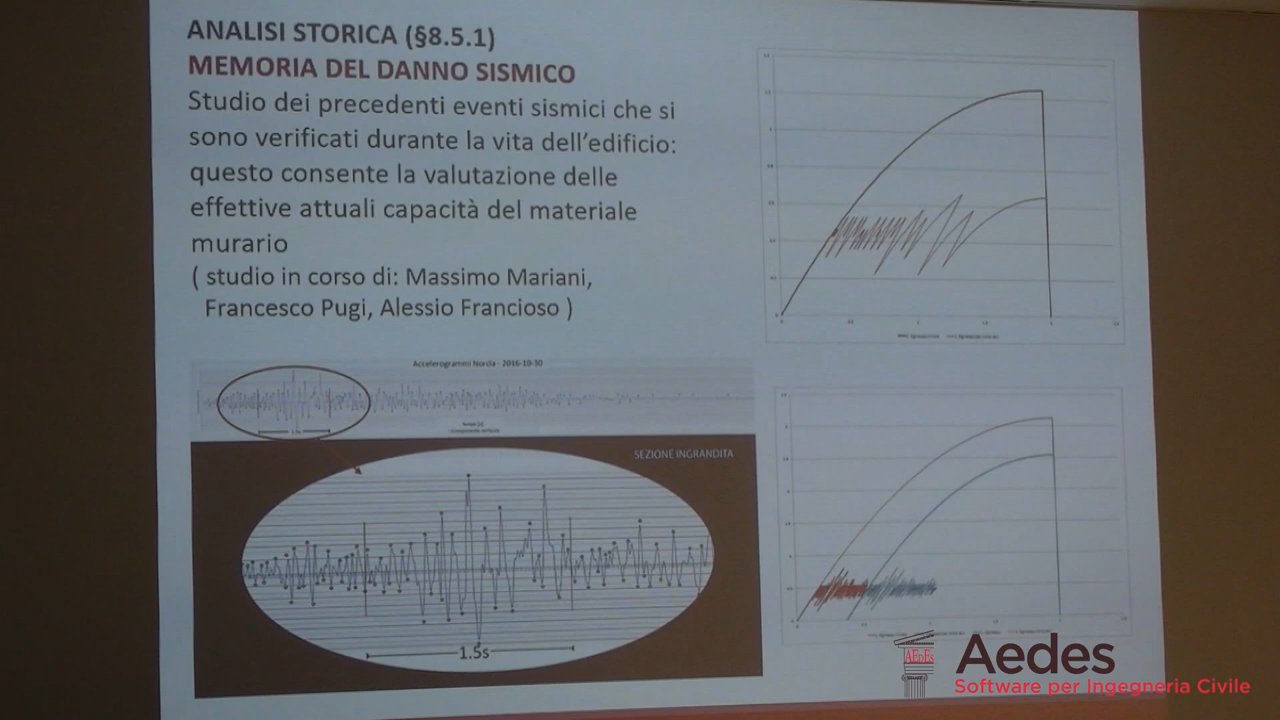 ANALISI STORICA (§8.5.1)
MEMORIA DEL DANNO SISMICO
Studio dei precedenti eventi sismici che si
sono verificati durante la vita dell'edificio:
questo consente la valutazione delle
effettive attuali capacità del materiale
murario
( studio in corso di: Massimo Mariani,
Francesco Pugi, Alessio Francioso )
Accelerogrammi Norcia - 2016-10-30
1.5s
SEZIONE INGRANDITA
1.5s
AEdEs
Aedes
Software per Ingegneria Civile